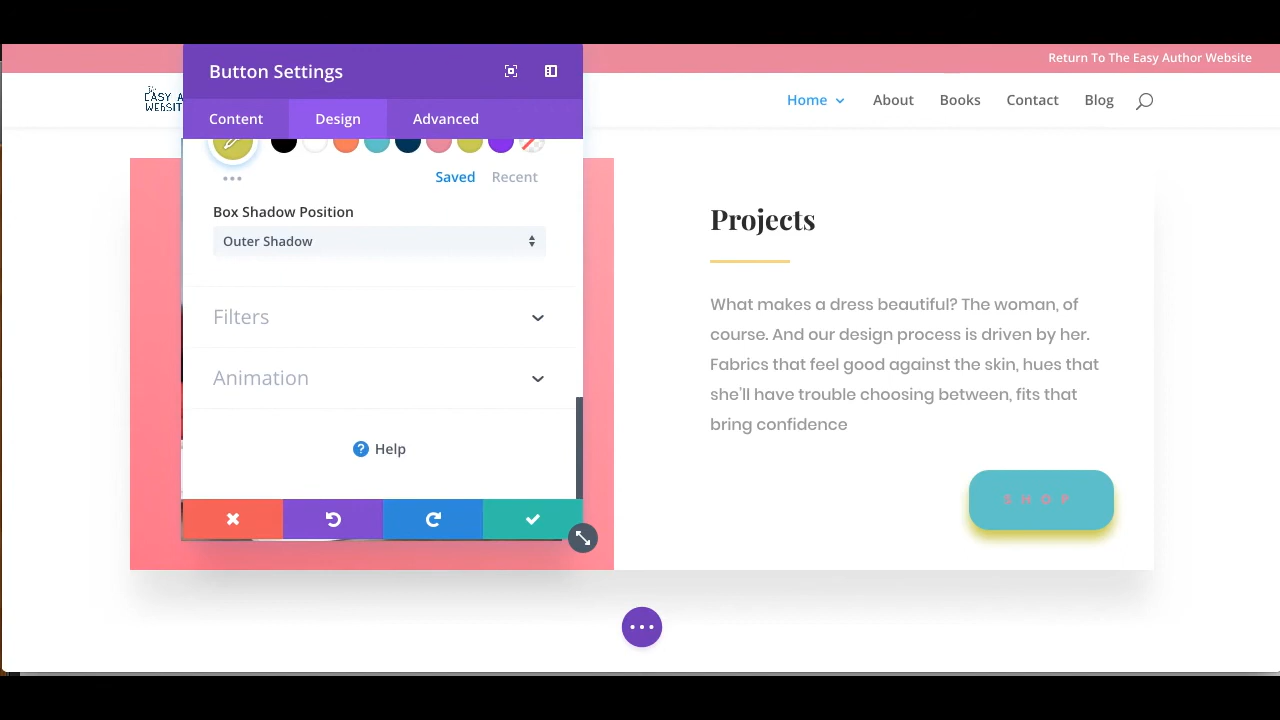 Return To The Easy Author Website
Button Settings
EASY A
WEBSIT
Home
About
Books
Contact
Blog
Content
Design
Advanced
Saved
Recent
Box Shadow Position
Outer Shadow
Filters
Animation
? Help
Projects
What makes a dress beautiful? The woman, of
course. And our design process is driven by her.
Fabrics that feel good against the skin, hues that
she'll have trouble choosing between, fits that
bring confidence
SHOP